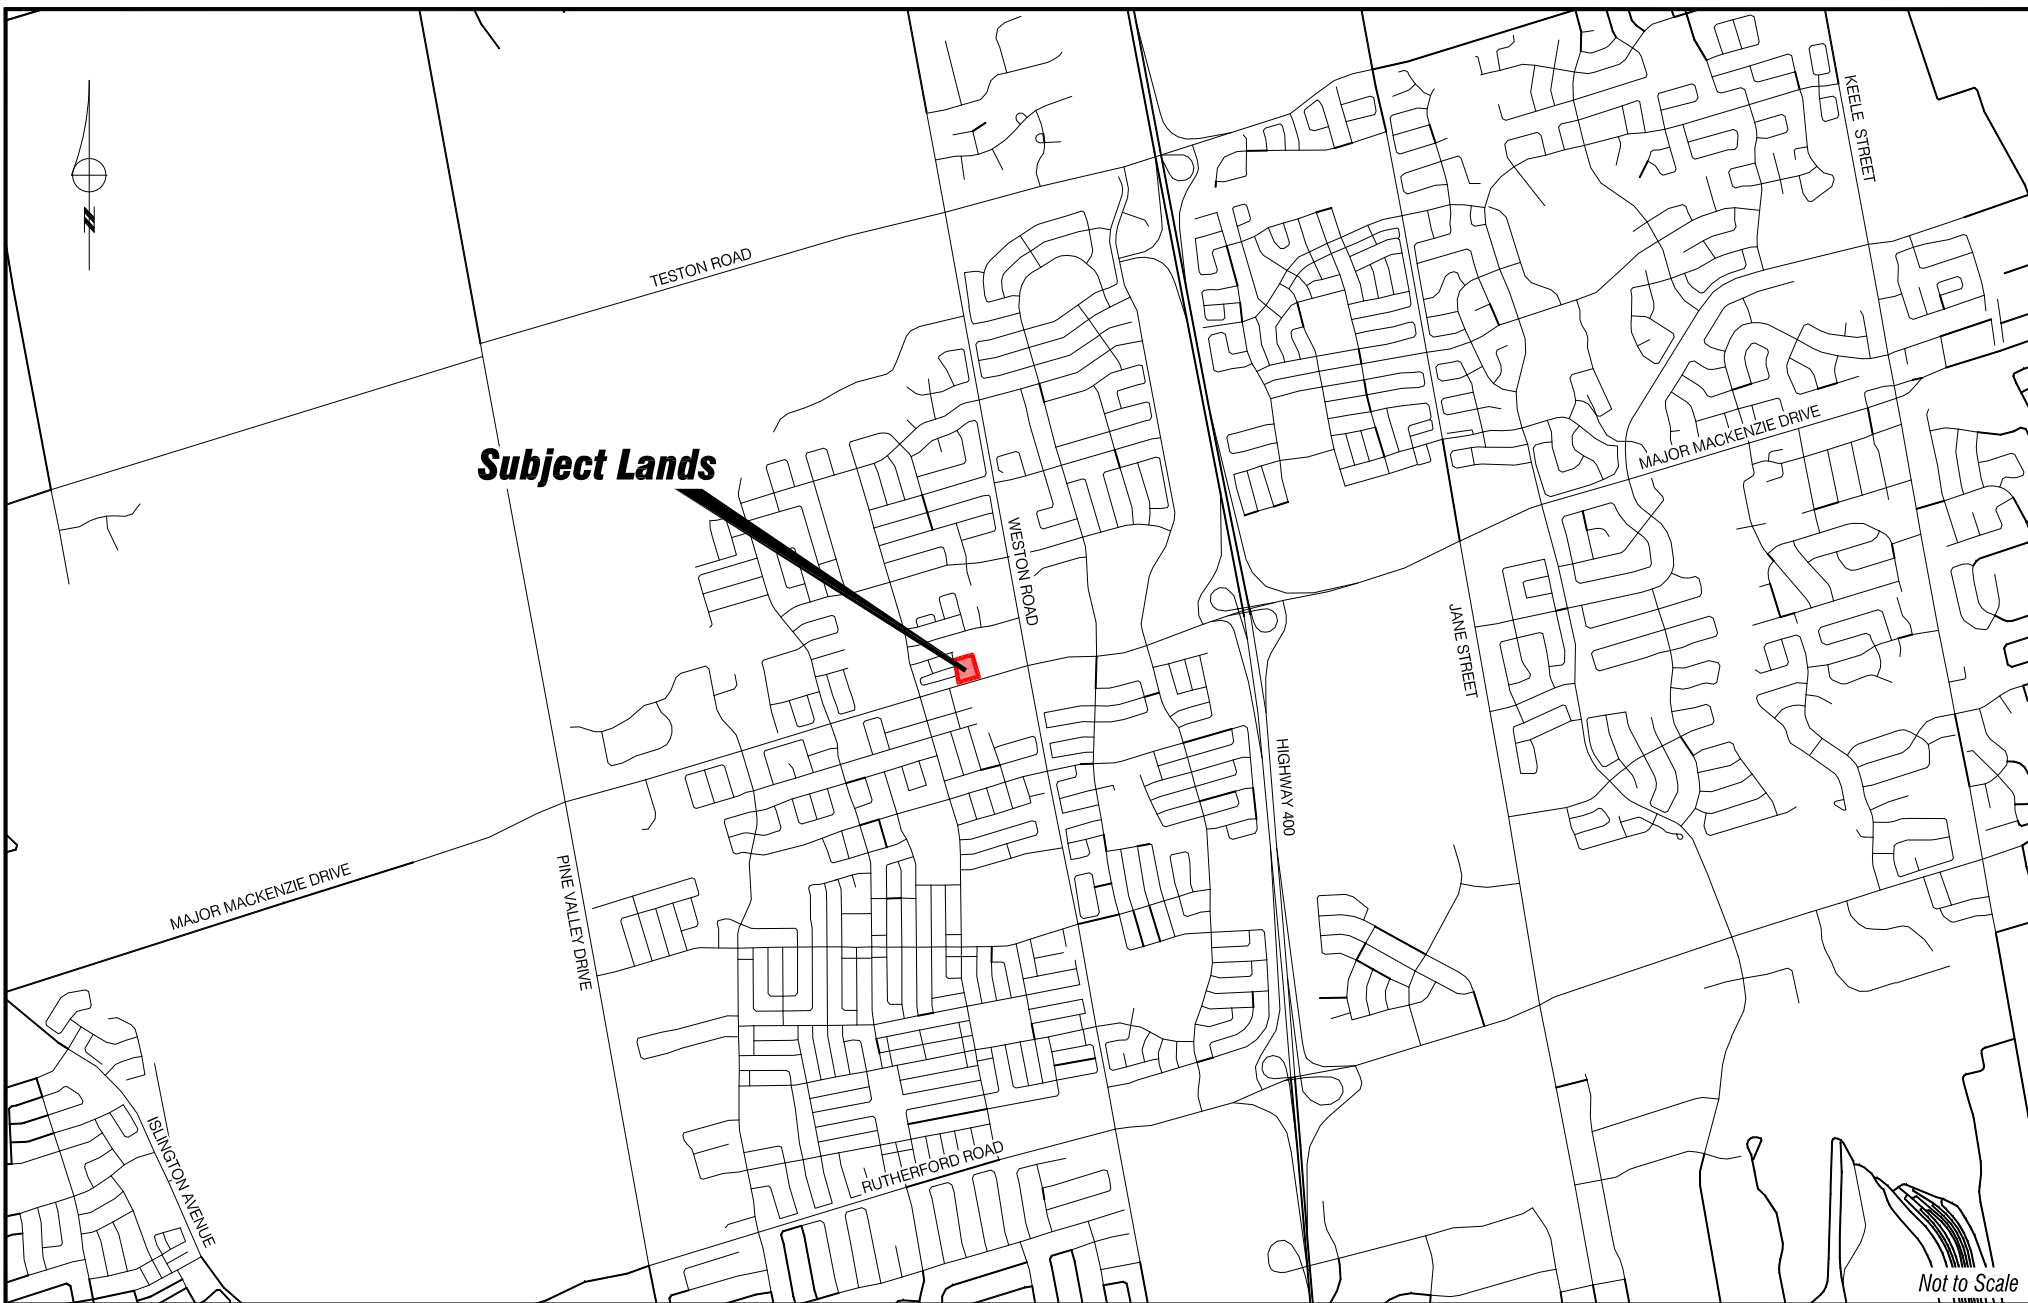 KEELE STREET
TESTON ROAD
N
Subject Lands
MAJOR MACKENZIE DRIVE
WESTON ROAD
JANE STREET
HIGHWAY 400
MAJOR MACKENZIE DRIVE
PINE VALLEY DRIVE
ISLINGTON AVENUE
RUTHERFORD ROAD
Not to Scale